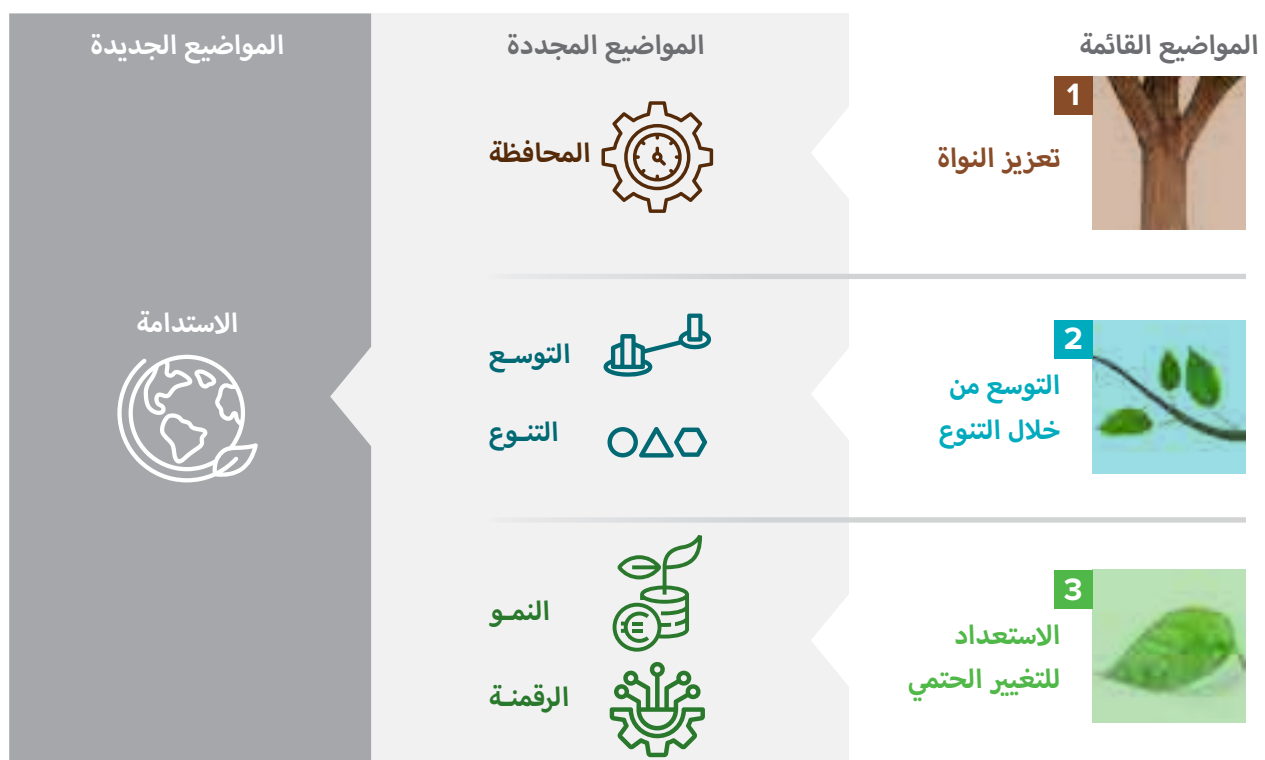 المواضيع القائمة
المواضيع المجددة
المواضيع الجديدة
1
تعزيز النواة
المحافظة
2
التوسع من
خلال التنوع
التوسـع
التنـوع
الاستدامة
3
الاستعداد
للتغيير الحتمي
النمـو
الرقمنـة